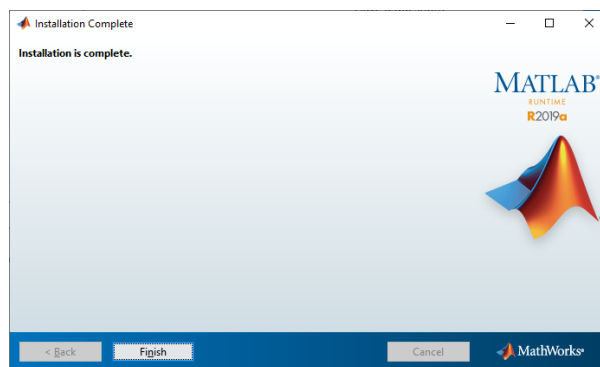 Installation Complete
Installation is complete.
MATLAB®
RUNTIME
R2019a
< Back
Finish
Cancel
MathWorks®